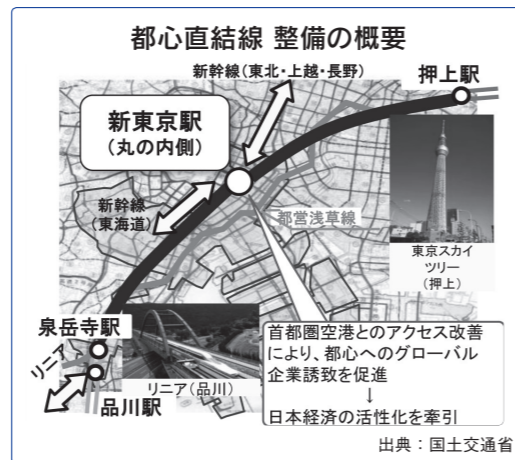 都心直結線 整備の概要
新幹線（東北・上越・長野）
押上駅
新東京駅
（丸の内側）
新幹線
（東海道）
都営浅草線
東京スカイ
ツリー
（押上）
泉岳寺駅
リニア
リニア（品川）
品川駅
首都圏空港とのアクセス改善
により、都心へのグローバル
企業誘致を促進
↓
日本経済の活性化を牽引
出典：国土交通省